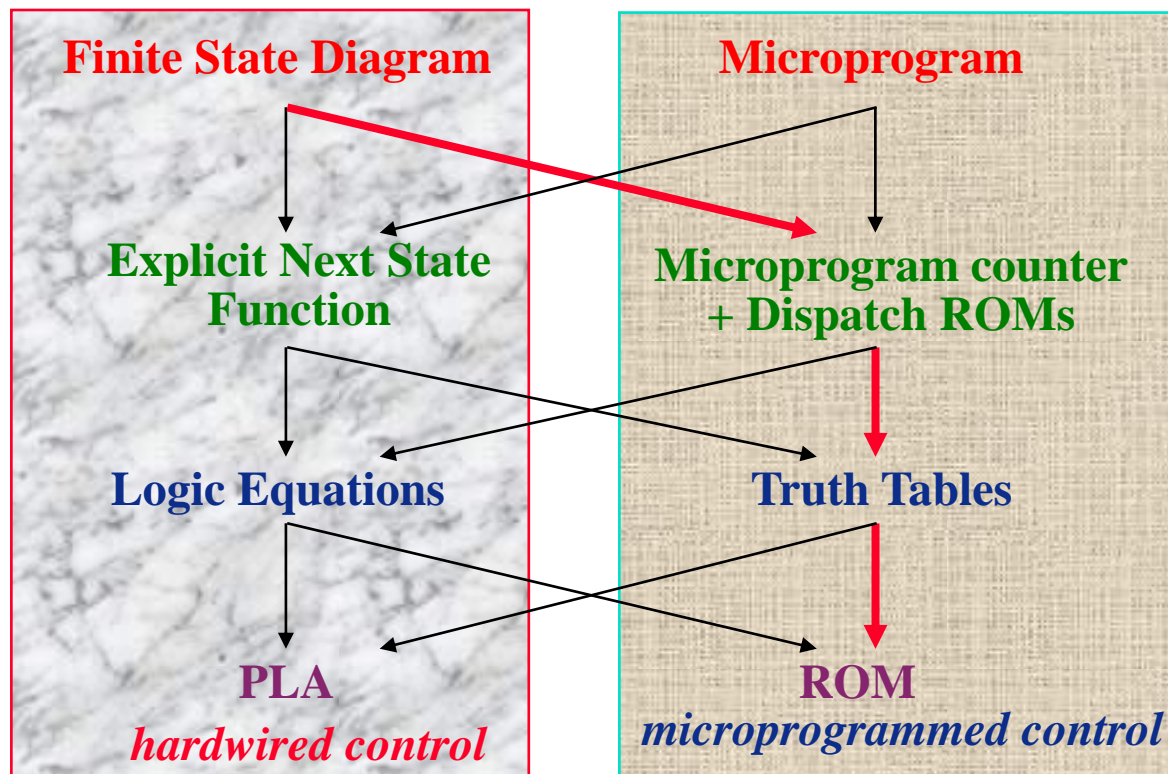 Finite State Diagram
Microprogram
Explicit Next State
Function
Microprogram counter
+ Dispatch ROMs
Logic Equations
Truth Tables
PLA
ROM
hardwired control
microprogrammed control